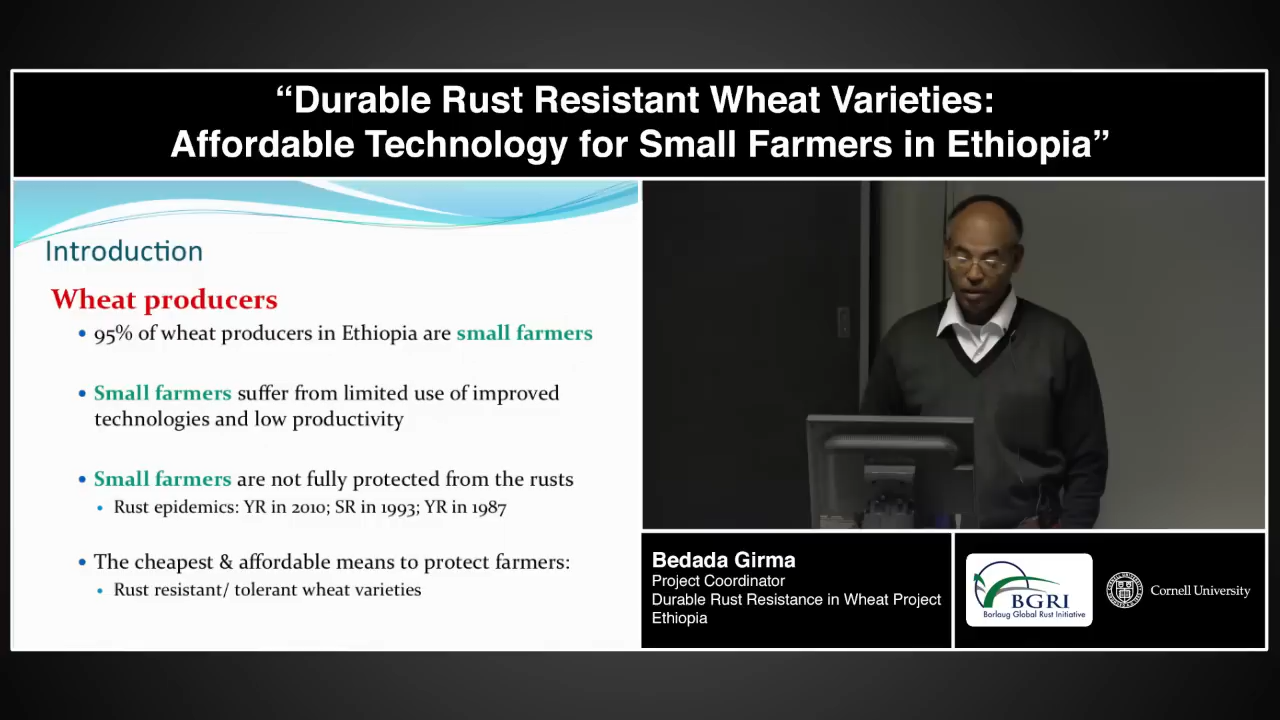 “Durable Rust Resistant Wheat Varieties:
Affordable Technology for Small Farmers in Ethiopia”
Introduction
Wheat producers
• 95% of wheat producers in Ethiopia are small farmers
• Small farmers suffer from limited use of improved
technologies and low productivity
• Small farmers are not fully protected from the rusts
• Rust epidemics: YR in 2010; SR in 1993; YR in 1987
• The cheapest & affordable means to protect farmers:
• Rust resistant/ tolerant wheat varieties
Bedada Girma
Project Coordinator
Durable Rust Resistance in Wheat Project
Ethiopia
BGRI
Borlaug Global Rust Initiative
Cornell University